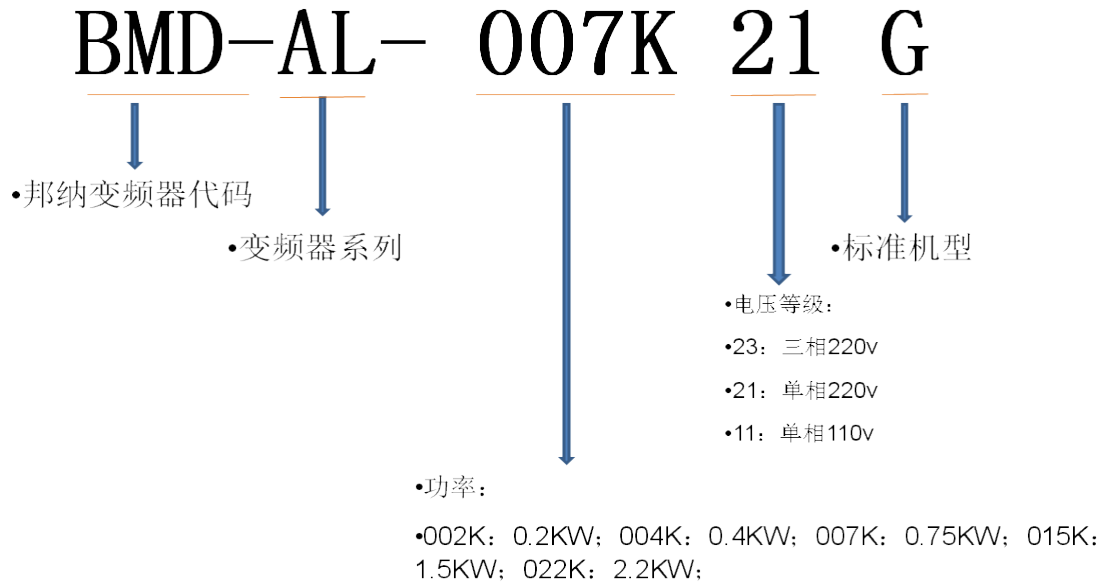 BMD-AL- 007K 21 G
•邦纳变频器代码
•变频器系列
•标准机型
•电压等级：
•23：三相220v
•21：单相220v
•11：单相110v
•功率：
•002K：0.2KW；004K：0.4KW；007K：0.75KW；015K：
1.5KW；022K：2.2KW；